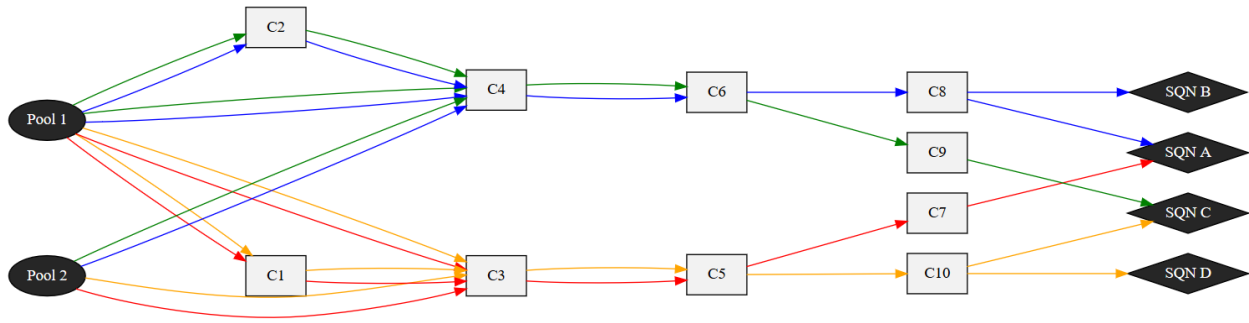 C2
C4
C6
C8
SQN B
Pool 1
C9
SQN A
C7
SQN C
Pool 2
C1
C3
C5
C10
SQN D